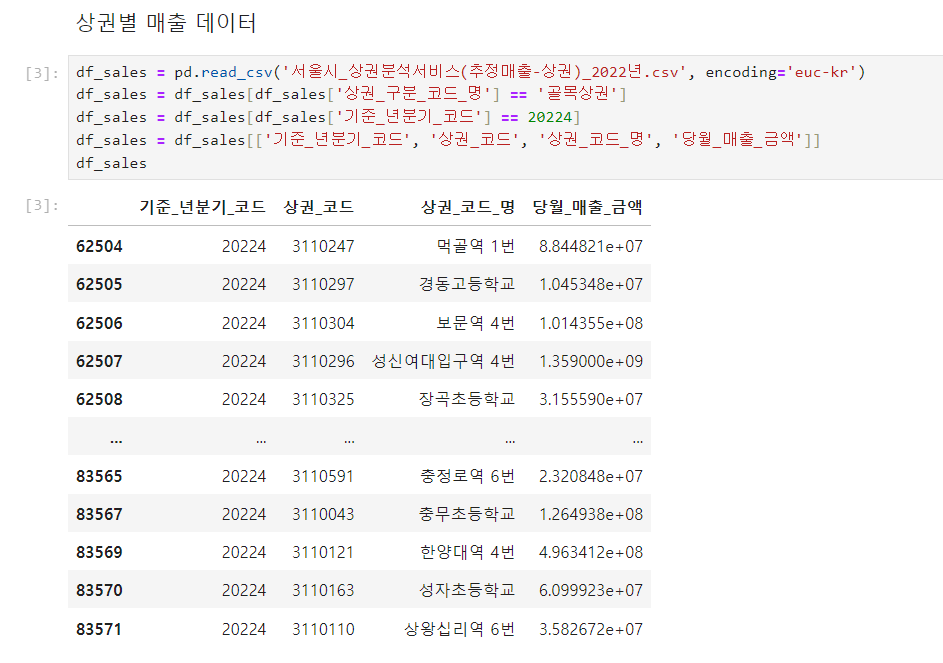 상권별 매출 데이터
[3]: df_sales = pd.read_csv('서울시_상권분석서비스(추정매출-상권)_2022년.csv', encoding='euc-kr')
df_sales = df_sales[df_sales['상권_구분_코드_명'] == '골목상권']
df_sales = df_sales[df_sales['기준_년분기_코드'] == 20224]
df_sales = df_sales[['기준_년분기_코드', '상권_코드', '상권_코드_명', '당월_매출_금액']]
df_sales
[3]: 기준_년분기_코드 상권_코드 상권_코드_명 당월_매출_금액
62504 20224 3110247 먹골역 1번 8.844821e+07
62505 20224 3110297 경동고등학교 1.045348e+07
62506 20224 3110304 보문역 4번 1.014355e+08
62507 20224 3110296 성신여대입구역 4번 1.359000e+09
62508 20224 3110325 장곡초등학교 3.155590e+07
... ... ... ... ...
83565 20224 3110591 충정로역 6번 2.320848e+07
83567 20224 3110043 충무초등학교 1.264938e+08
83569 20224 3110121 한양대역 4번 4.963412e+08
83570 20224 3110163 성자초등학교 6.099923e+07
83571 20224 3110110 상왕십리역 6번 3.582672e+07